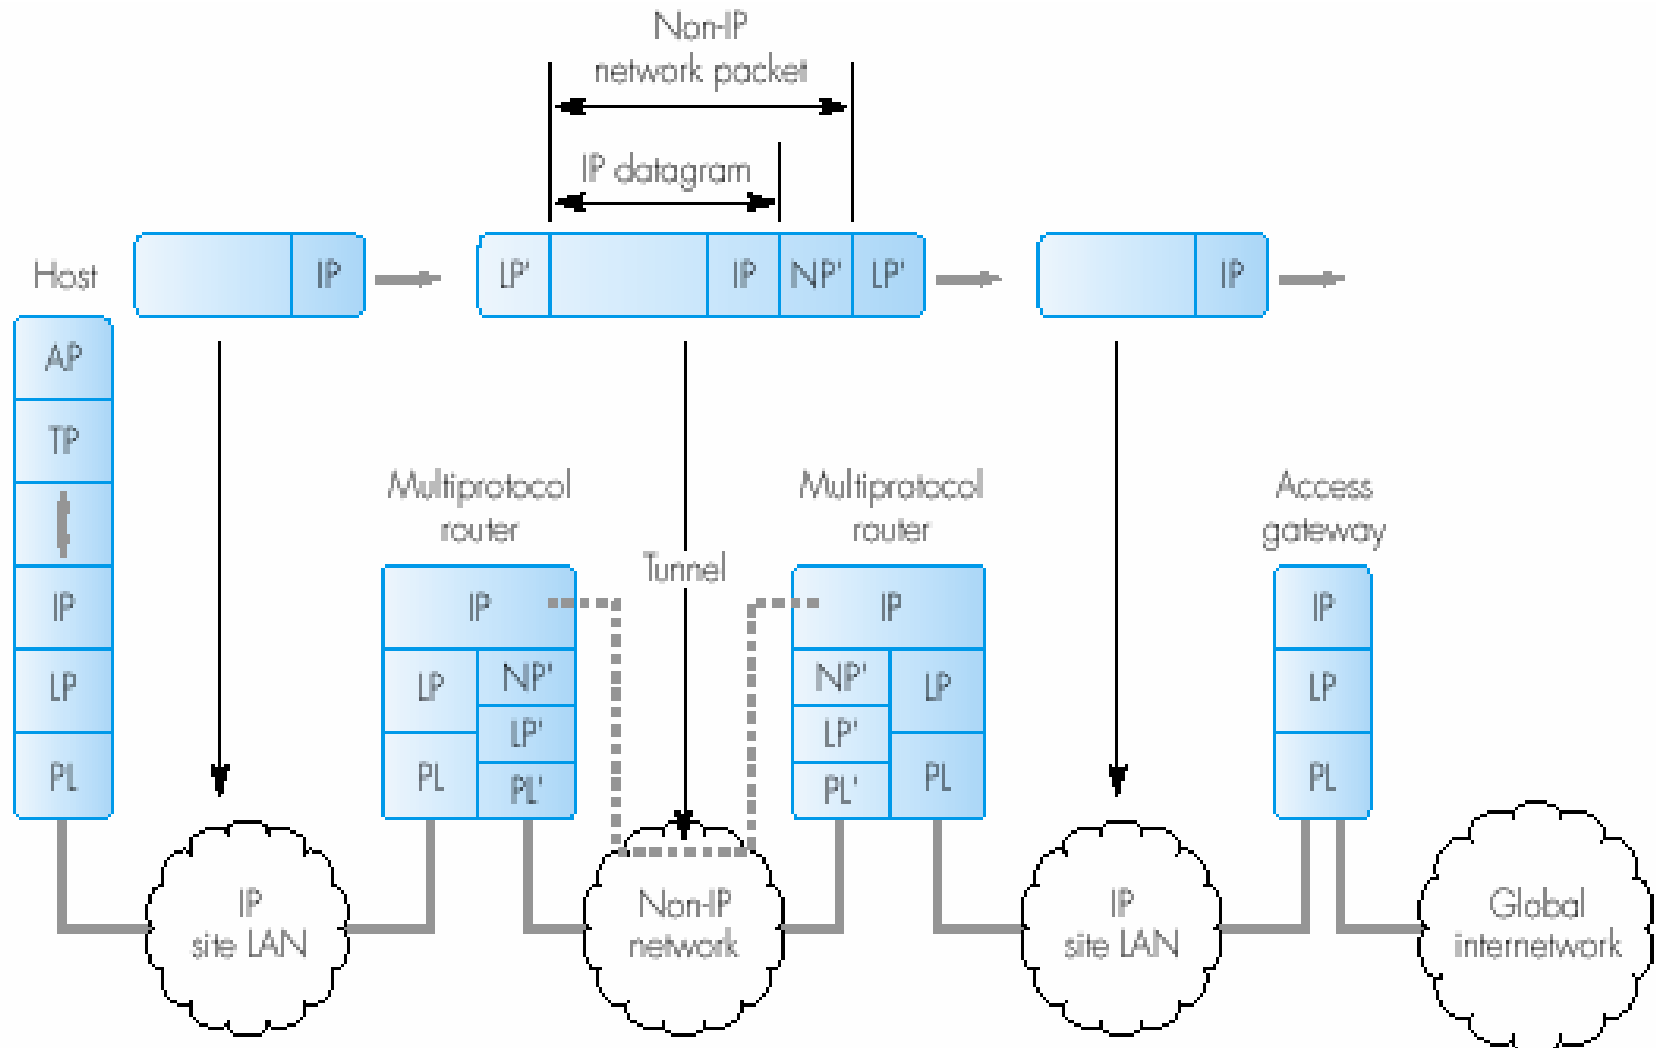 Non-IP
network packet
IP datagram
Host
IP
LP'
IP
NP'
LP'
IP
AP
TP
IP
LP
PL
Multiprotocol
router
IP
LP
NP'
LP'
PL
PL'
Tunnel
Multiprotocol
router
IP
NP'
LP
LP'
PL'
PL
Access
gateway
IP
LP
PL
IP
site LAN
Non-IP
network
IP
site LAN
Global
internetwork